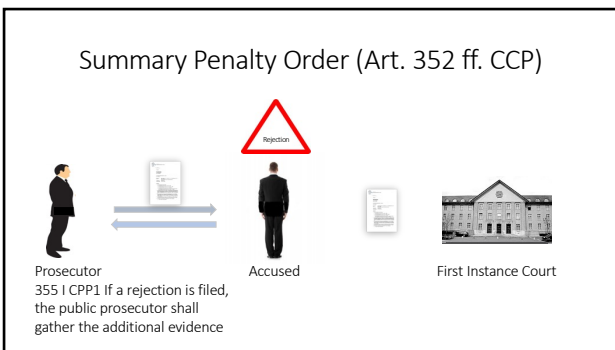 Summary Penalty Order (Art. 352 ff. CCP)
Rejection
Prosecutor
355 I CPP1 If a rejection is filed,
the public prosecutor shall
gather the additional evidence
Accused
First Instance Court